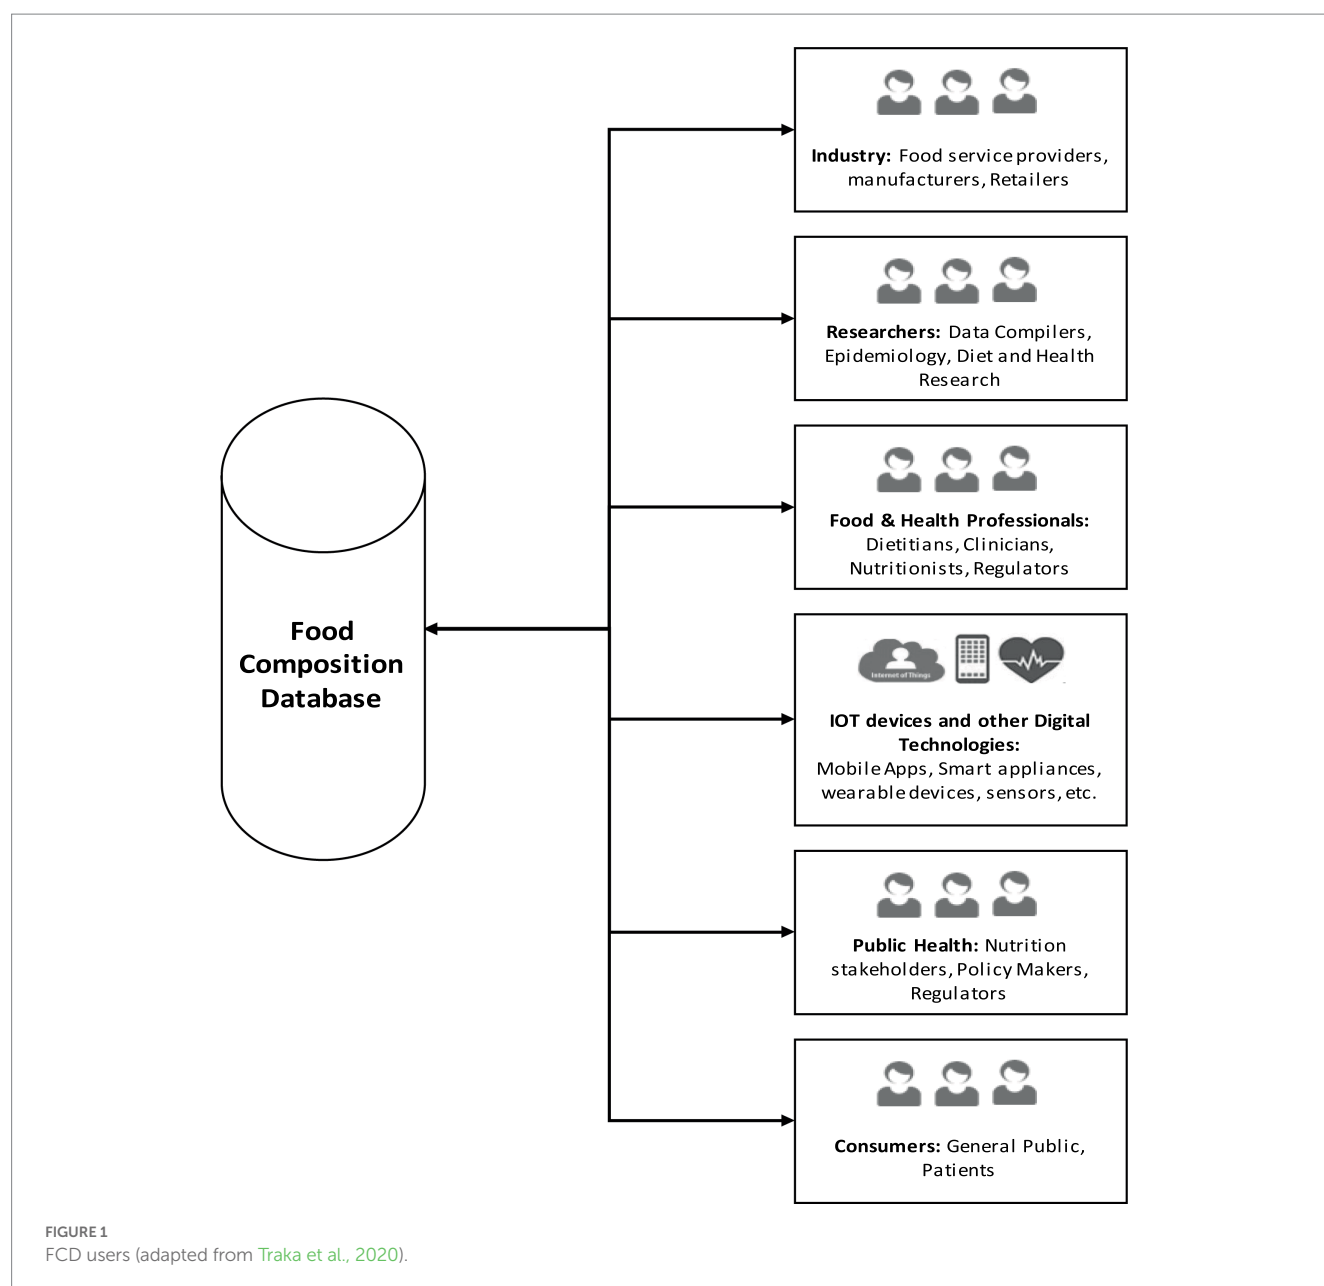 Industry: Food service providers,
manufacturers, Retailers
Researchers: Data Compilers,
Epidemiology, Diet and Health
Research
Food & Health Professionals:
Dietitians, Clinicians,
Nutritionists, Regulators
Food
Composition
Database
Internet of Things
IOT devices and other Digital
Technologies:
Mobile Apps, Smart appliances,
wearable devices, sensors, etc.
Public Health: Nutrition
stakeholders, Policy Makers,
Regulators
Consumers: General Public,
Patients
FIGURE 1
FCD users (adapted from Traka et al., 2020).